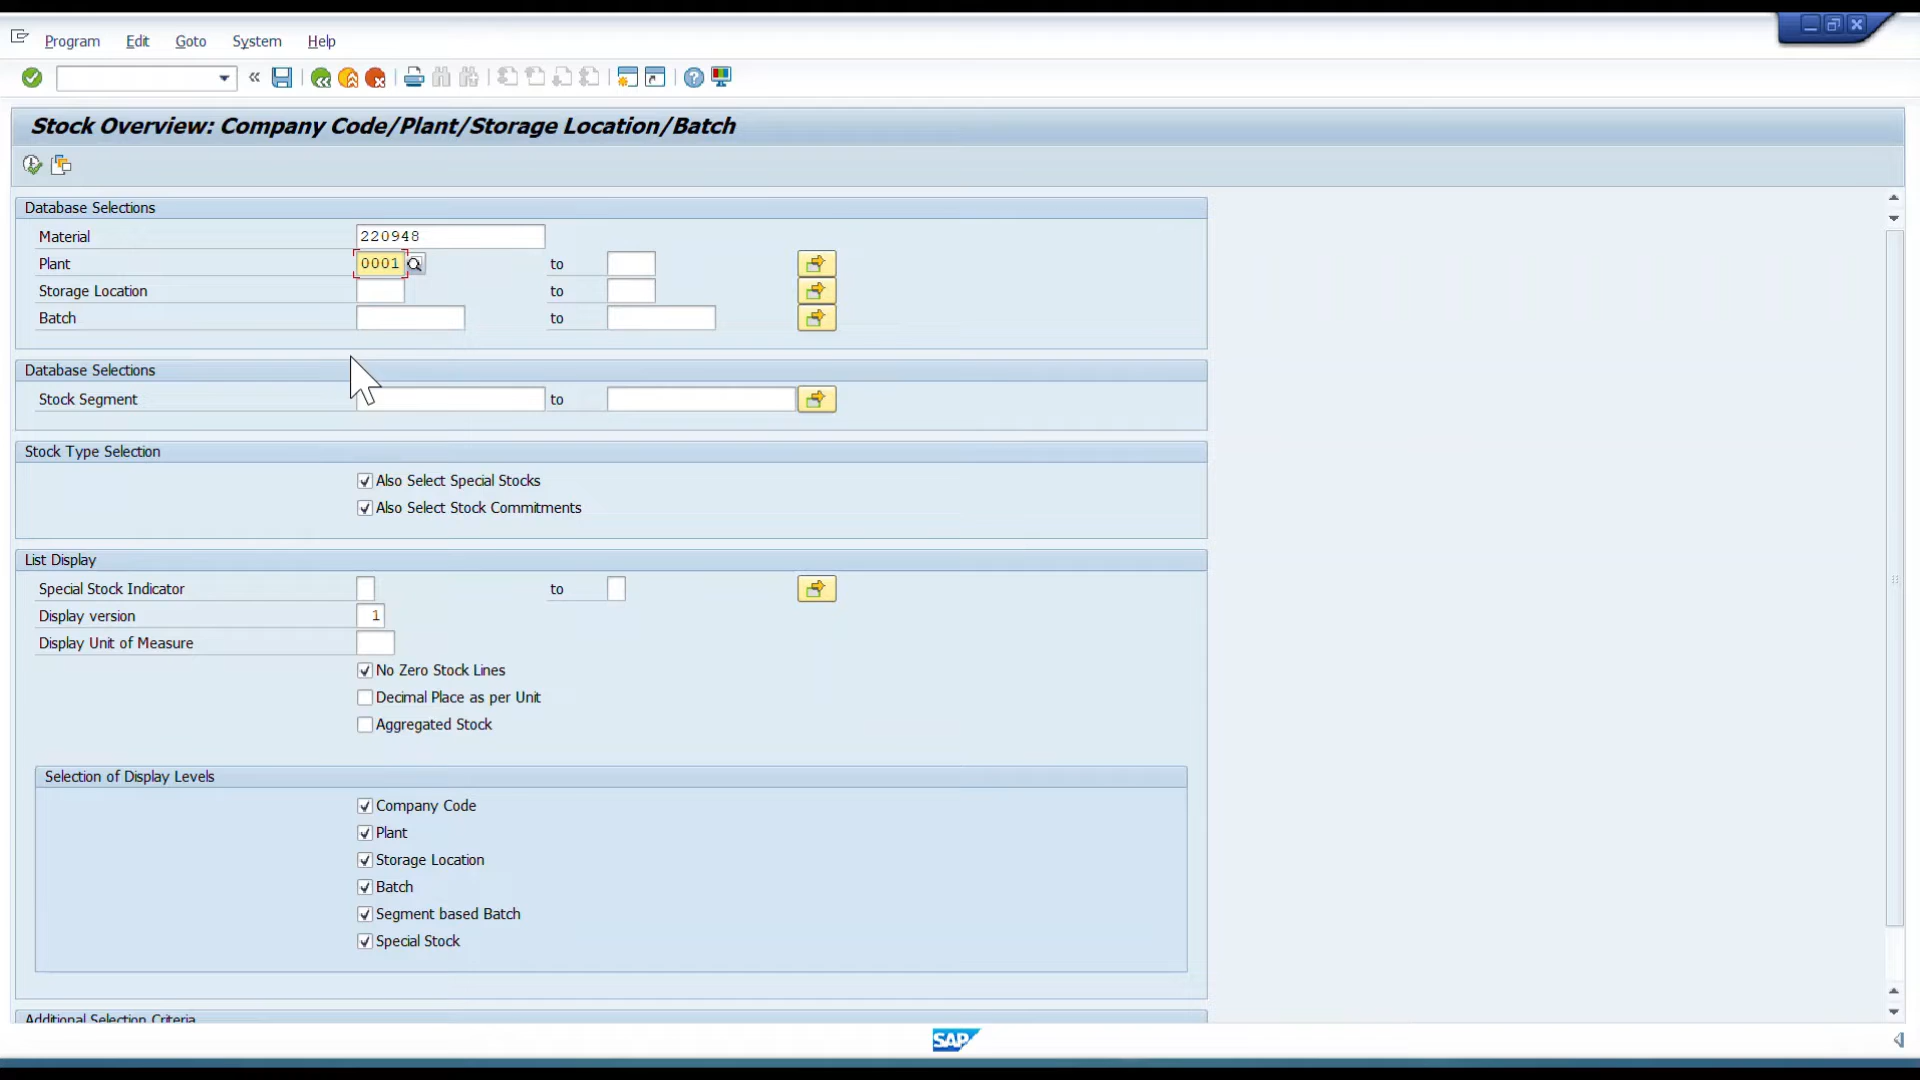 Program Edit Goto System Help
Stock Overview: Company Code/Plant/Storage Location/Batch
Database Selections
Material 220948
Plant 0001 to
Storage Location to
Batch to
Database Selections
Stock Segment to
Stock Type Selection
Also Select Special Stocks
Also Select Stock Commitments
List Display
Special Stock Indicator to
Display version 1
Display Unit of Measure
No Zero Stock Lines
Decimal Place as per Unit
Aggregated Stock
Selection of Display Levels
Company Code
Plant
Storage Location
Batch
Segment based Batch
Special Stock
Additional Selection Criteria
SAP